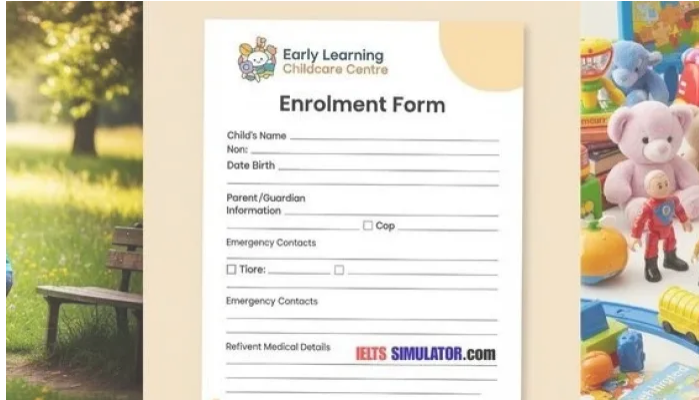 Early Learning
Childcare Centre
Enrolment Form
Child's Name
Non:
Date Birth
Parent/Guardian
Information
Cop
Emergency Contacts
Tiore:
Emergency Contacts
Refivent Medical Details
IELTS SIMULATOR.com